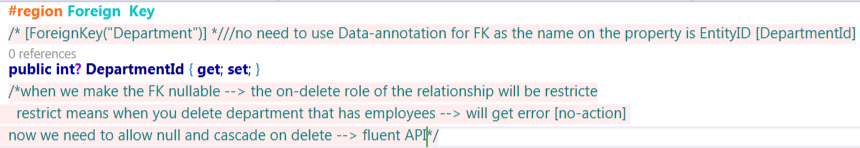 #region Foreign Key
/* [ForeignKey("Department")] *///no need to use Data-annotation for FK as the name on the property is EntityID [DepartmentId]
0 references
public int? DepartmentId { get; set; }
/*when we make the FK nullable --> the on-delete role of the relationship will be restricte
restrict means when you delete department that has employees --> will get error [no-action]
now we need to allow null and cascade on delete --> fluent API*/